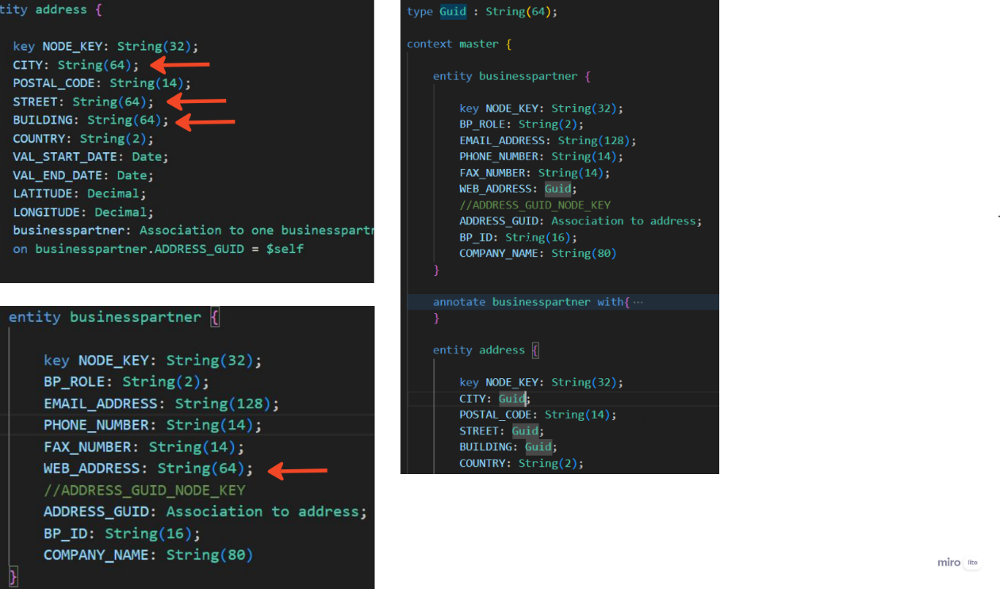 tity address {
key NODE_KEY: String(32);
CITY: String(64);
POSTAL_CODE: String(14);
STREET: String(64);
BUILDING: String(64);
COUNTRY: String(2);
VAL_START_DATE: Date;
VAL_END_DATE: Date;
LATITUDE: Decimal;
LONGITUDE: Decimal;
businesspartner: Association to one businesspartn
on businesspartner.ADDRESS_GUID = $self
entity businesspartner {
key NODE_KEY: String(32);
BP_ROLE: String(2);
EMAIL_ADDRESS: String(128);
PHONE_NUMBER: String(14);
FAX_NUMBER: String(14);
WEB_ADDRESS: String(64);
//ADDRESS_GUID_NODE_KEY
ADDRESS_GUID: Association to address;
BP_ID: String(16);
COMPANY_NAME: String(80)
}
type Guid : String(64);
context master {
entity businesspartner {
key NODE_KEY: String(32);
BP_ROLE: String(2);
EMAIL_ADDRESS: String(128);
PHONE_NUMBER: String(14);
FAX_NUMBER: String(14);
WEB_ADDRESS: Guid;
//ADDRESS_GUID_NODE_KEY
ADDRESS_GUID: Association to address;
BP_ID: String(16);
COMPANY_NAME: String(80)
}
annotate businesspartner with{ ···
}
entity address {
key NODE_KEY: String(32);
CITY: Guid;
POSTAL_CODE: String(14);
STREET: Guid;
BUILDING: Guid;
COUNTRY: String(2);
miro lite